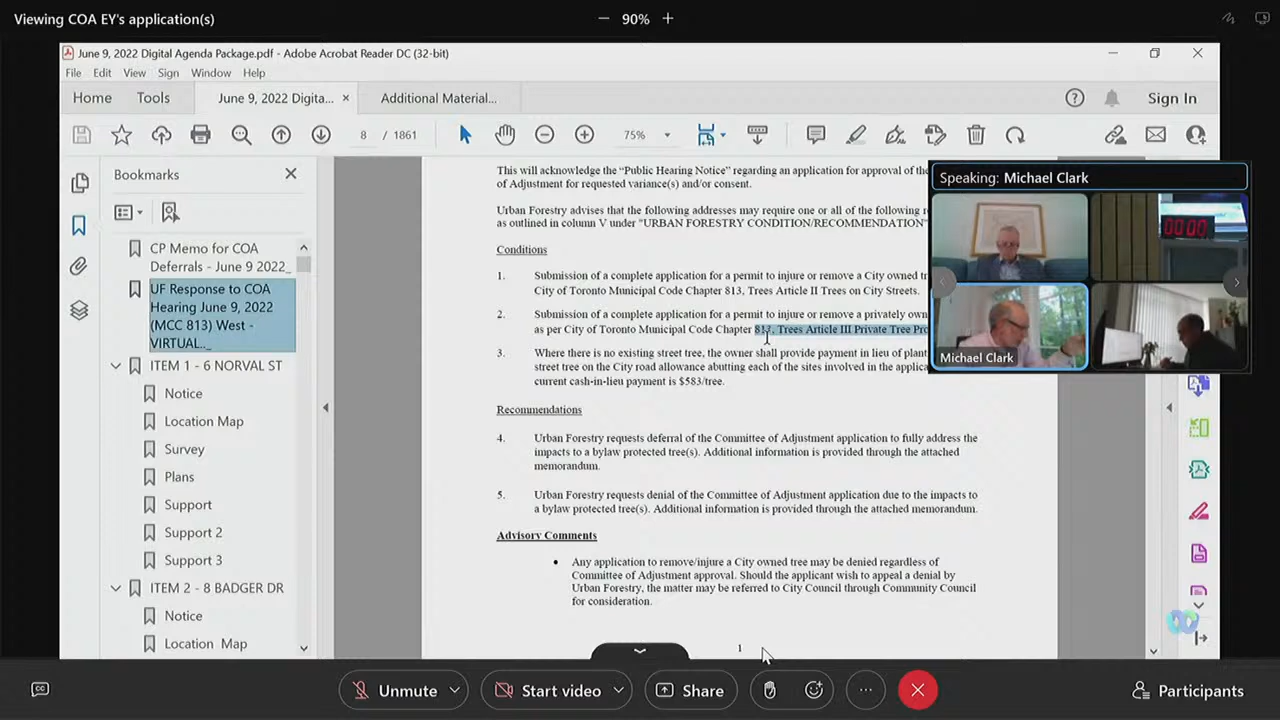 Viewing COA EY's application(s)
90%
June 9, 2022 Digital Agenda Package.pdf - Adobe Acrobat Reader DC (32-bit)
File Edit View Sign Window Help
Home Tools June 9, 2022 Digita... × Additional Material... Sign In
8 / 1861 75%
Bookmarks
CP Memo for COA
Deferrals - June 9 2022_
UF Response to COA
Hearing June 9, 2022
(MCC 813) West -
VIRTUAL.._
ITEM 1 - 6 NORVAL ST
Notice
Location Map
Survey
Plans
Support
Support 2
Support 3
ITEM 2 - 8 BADGER DR
Notice
Location Map
This will acknowledge the "Public Hearing Notice" regarding an application for approval of the
of Adjustment for requested variance(s) and/or consent.
Urban Forestry advises that the following addresses may require one or all of the following r
as outlined in column V under "URBAN FORESTRY CONDITION/RECOMMENDATION"
Conditions
1. Submission of a complete application for a permit to injure or remove a City owned t
City of Toronto Municipal Code Chapter 813, Trees Article II Trees on City Streets.
2. Submission of a complete application for a permit to injure or remove a privately own
as per City of Toronto Municipal Code Chapter 813, Trees Article III Private Tree Pro
3. Where there is no existing street tree, the owner shall provide payment in lieu of plant
street tree on the City road allowance abutting each of the sites involved in the applica
current cash-in-lieu payment is $583/tree.
Recommendations
4. Urban Forestry requests deferral of the Committee of Adjustment application to fully address the
impacts to a bylaw protected tree(s). Additional information is provided through the attached
memorandum.
5. Urban Forestry requests denial of the Committee of Adjustment application due to the impacts to
a bylaw protected tree(s). Additional information is provided through the attached memorandum.
Advisory Comments
• Any application to remove/injure a City owned tree may be denied regardless of
Committee of Adjustment approval. Should the applicant wish to appeal a denial by
Urban Forestry, the matter may be referred to City Council through Community Council
for consideration.
1
Speaking: Michael Clark
00:00
Michael Clark
Unmute Start video Share Participants